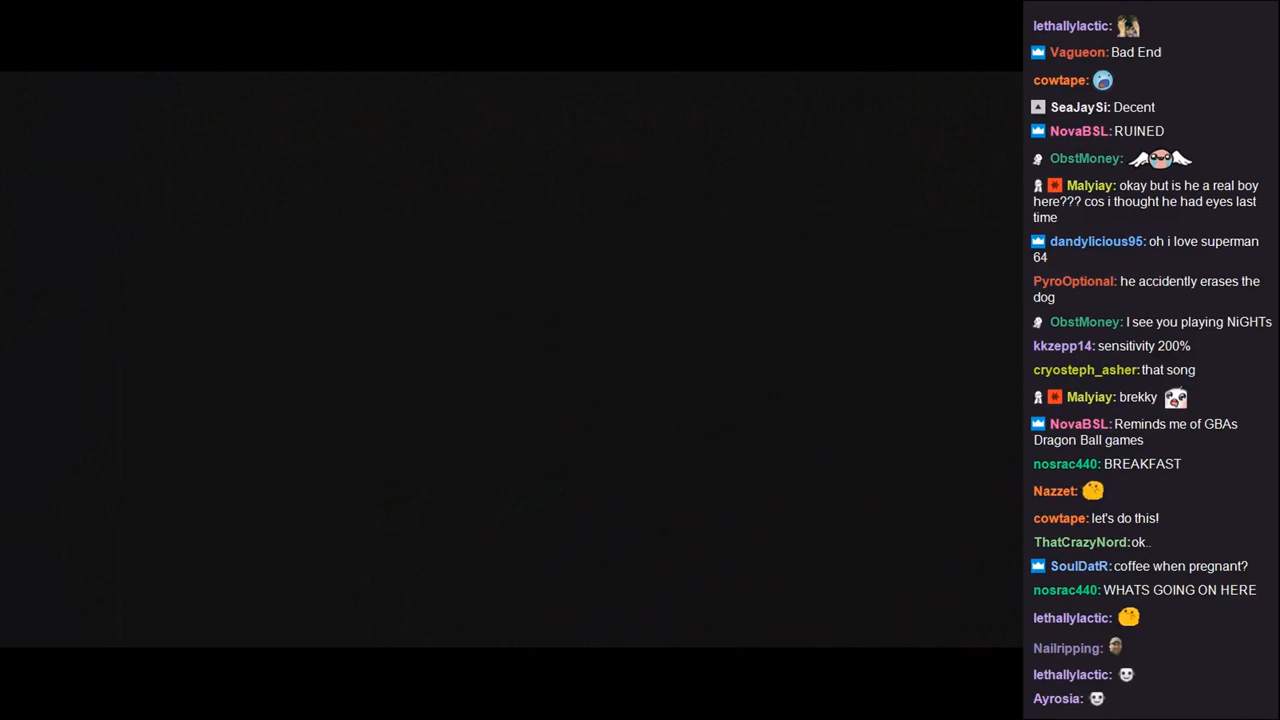 lethallylactic:
Vagueon: Bad End
cowtape:
SeaJaySi: Decent
NovaBSL: RUINED
ObstMoney:
Malyiay: okay but is he a real boy
here??? cos i thought he had eyes last
time
dandylicious95: oh i love superman
64
PyroOptional: he accidently erases the
dog
ObstMoney: I see you playing NiGHTs
kkzepp14: sensitivity 200%
cryosteph_asher: that song
Malyiay: brekky
NovaBSL: Reminds me of GBAs
Dragon Ball games
nosrac440: BREAKFAST
Nazzet:
cowtape: let's do this!
ThatCrazyNord: ok..
SoulDatR: coffee when pregnant?
nosrac440: WHATS GOING ON HERE
lethallylactic:
Nailripping:
lethallylactic:
Ayrosia: